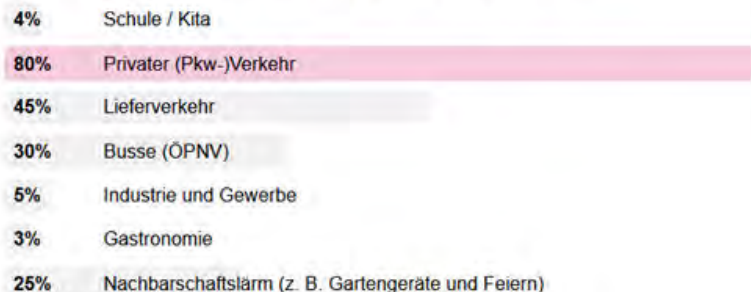 4% Schule / Kita
80% Privater (Pkw-)Verkehr
45% Lieferverkehr
30% Busse (ÖPNV)
5% Industrie und Gewerbe
3% Gastronomie
25% Nachbarschaftslärm (z. B. Gartengeräte und Feiern)